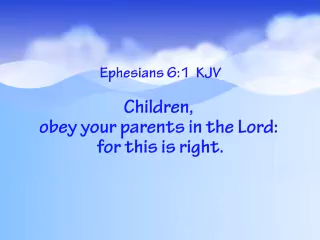 Ephesians 6:1 KJV
Children,
obey your parents in the Lord:
for this is right.